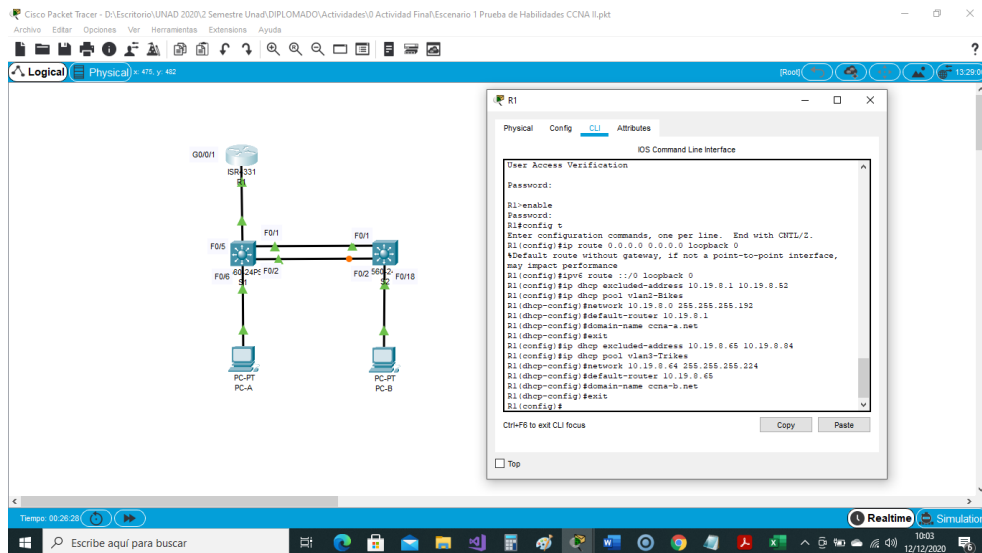 Cisco Packet Tracer - D:\Escritorio\UNAD 2020\2 Semestre Unad\DIPLOMADO\Actividades\0 Actividad Final\Escenario 1 Prueba de Habilidades CCNA II.pkt
Archivo Editar Opciones Ver Herramientas Extensions Ayuda
?
Logical Physical x: 475, y: 482 [Root] 13:29:0
R1
Physical Config CLI Attributes
IOS Command Line Interface
User Access Verification
Password:
R1>enable
Password:
R1#config t
Enter configuration commands, one per line. End with CNTL/Z.
R1(config)#ip route 0.0.0.0 0.0.0.0 loopback 0
%Default route without gateway, if not a point-to-point interface,
may impact performance
R1(config)#ipv6 route ::/0 loopback 0
R1(config)#ip dhcp excluded-address 10.19.8.1 10.19.8.52
R1(config)#ip dhcp pool vlan2-Bikes
R1(dhcp-config)#network 10.19.8.0 255.255.255.192
R1(dhcp-config)#default-router 10.19.8.1
R1(dhcp-config)#domain-name ccna-a.net
R1(dhcp-config)#exit
R1(config)#ip dhcp excluded-address 10.19.8.65 10.19.8.84
R1(config)#ip dhcp pool vlan3-Trikes
R1(dhcp-config)#network 10.19.8.64 255.255.255.224
R1(dhcp-config)#default-router 10.19.8.65
R1(dhcp-config)#domain-name ccna-b.net
R1(dhcp-config)#exit
R1(config)#
Ctrl+F6 to exit CLI focus
Copy Paste
Top
G0/0/1
R1
F0/1 F0/1
F0/5
F0/6 F0/2 F0/2 F0/18
S1 S2
PC-PT PC-PT
PC-A PC-B
Tiempo: 00:26:28 Realtime Simulation
Escribe aquí para buscar
10:03
12/12/2020
6